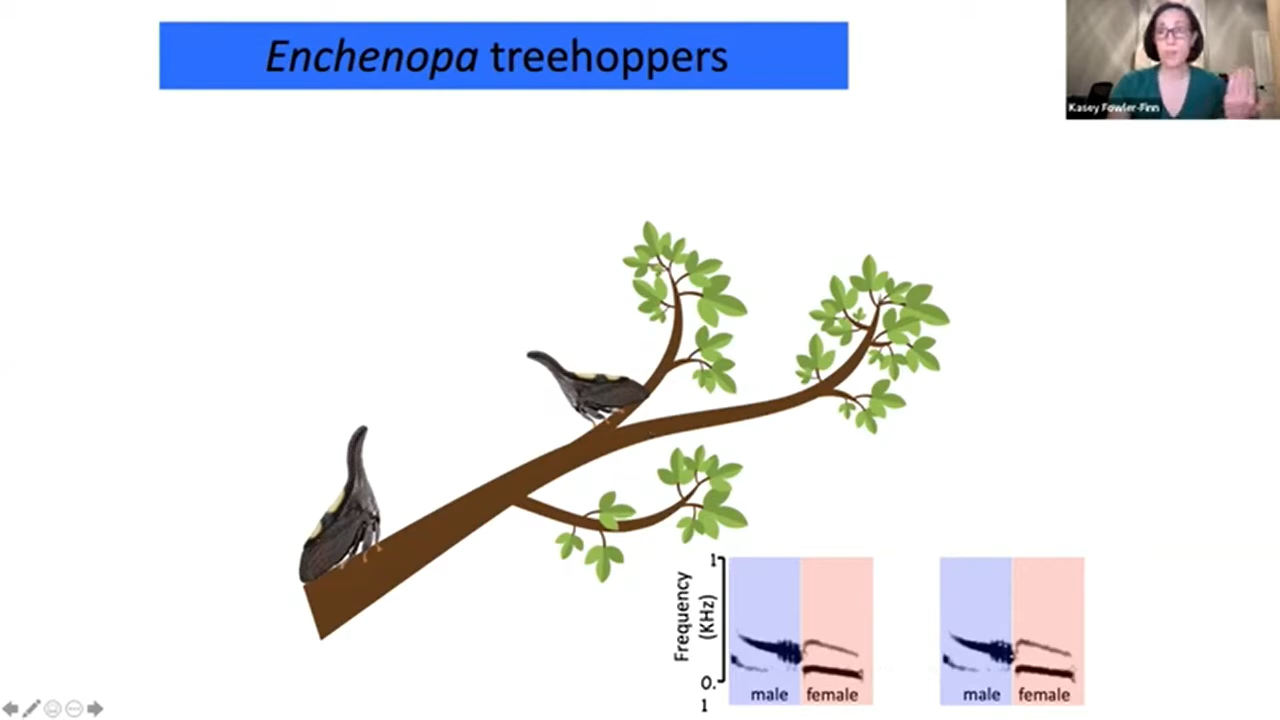 Enchenopa treehoppers
Kasey Fowler-Finn
Frequency
(KHz)
1
0.
1
male
female
male
female